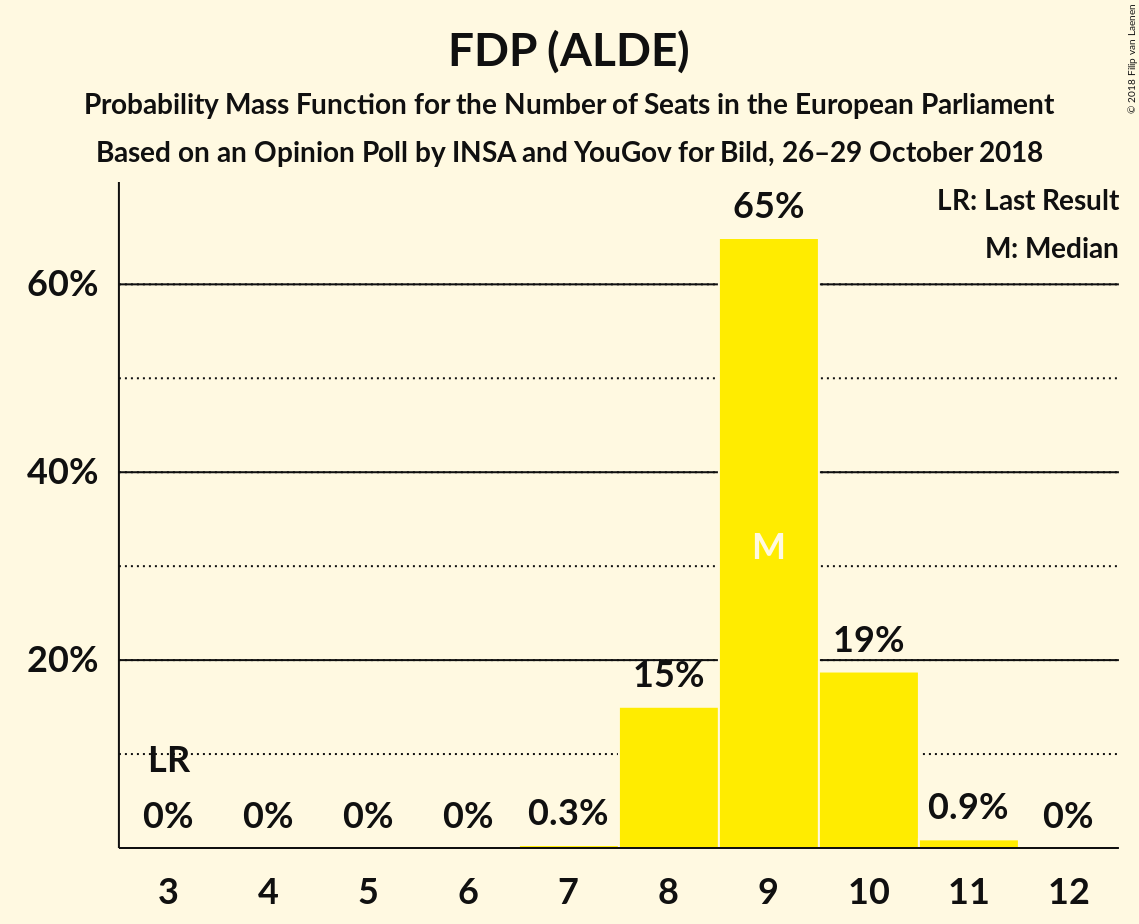 FDP (ALDE)
Probability Mass Function for the Number of Seats in the European Parliament
Based on an Opinion Poll by INSA and YouGov for Bild, 26–29 October 2018
© 2018 Filip van Laenen
LR: Last Result
M: Median
65%
60%
40%
M
19%
20%
15%
LR
0%
0%
0%
0%
0.3%
0.9%
0%
3 4 5 6 7 8 9 10 11 12